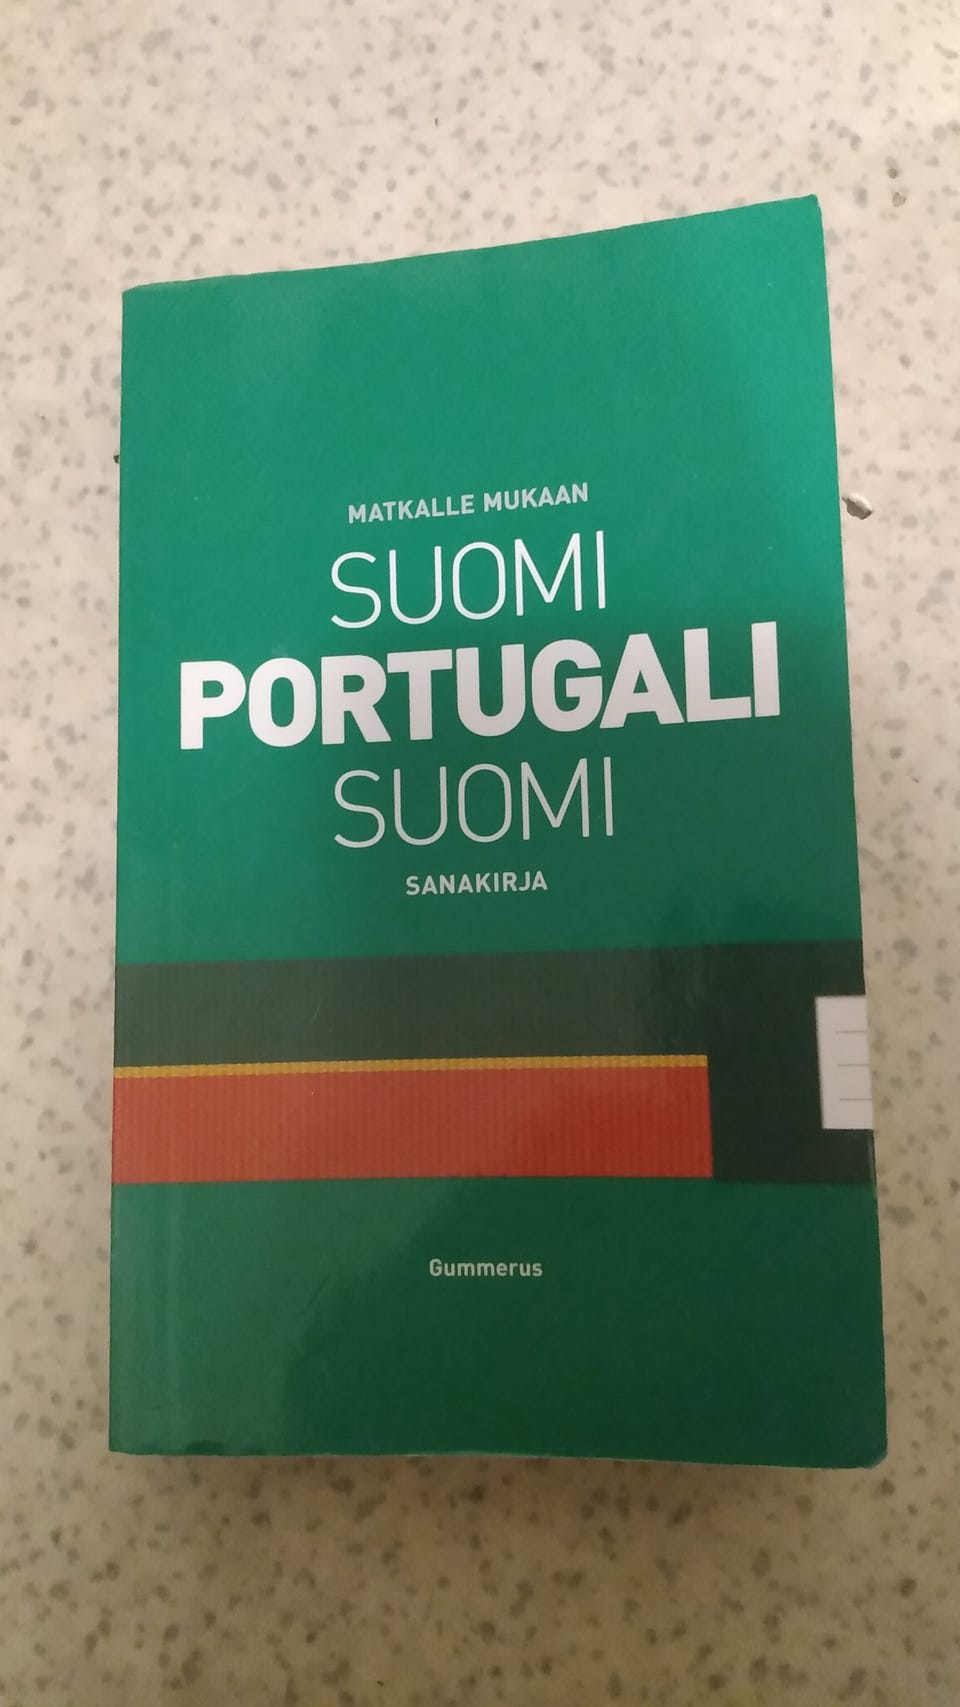 MATKALLE MUKAAN
SUOMI
PORTUGALI
SUOMI
SANAKIRJA
Gummerus